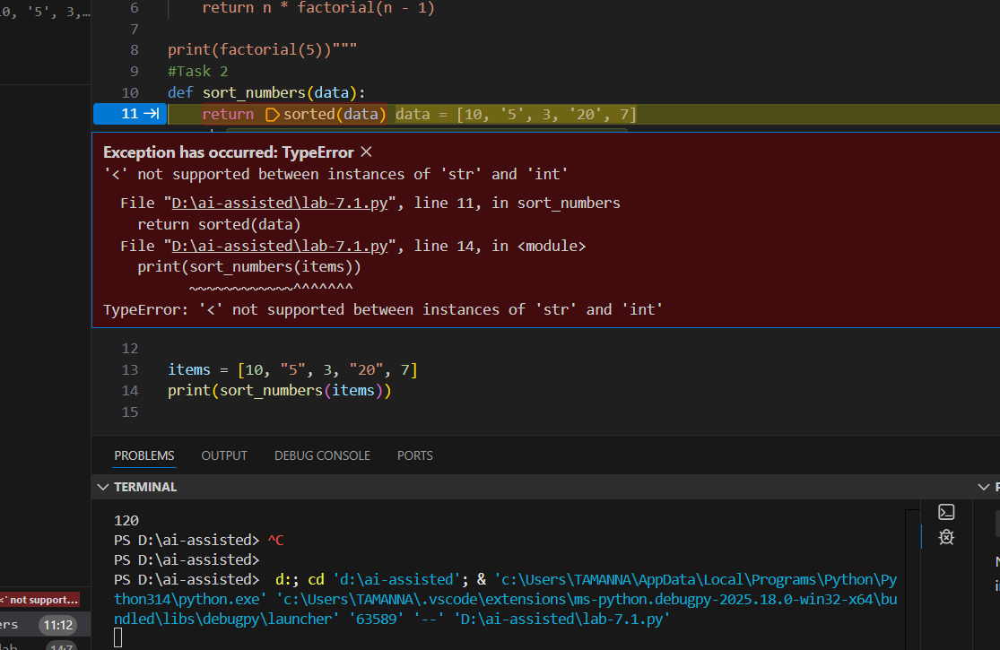 0, '5', 3,…
6 return n * factorial(n - 1)
7
8 print(factorial(5))"""
9 #Task 2
10 def sort_numbers(data):
11 return sorted(data) data = [10, '5', 3, '20', 7]
Exception has occurred: TypeError ×
'<' not supported between instances of 'str' and 'int'
File "D:\ai-assisted\lab-7.1.py", line 11, in sort_numbers
return sorted(data)
File "D:\ai-assisted\lab-7.1.py", line 14, in <module>
print(sort_numbers(items))
~~~~~~~~~~~~^^^^^^^
TypeError: '<' not supported between instances of 'str' and 'int'
12
13 items = [10, "5", 3, "20", 7]
14 print(sort_numbers(items))
15
PROBLEMS OUTPUT DEBUG CONSOLE PORTS
TERMINAL
120
PS D:\ai-assisted> ^C
PS D:\ai-assisted>
PS D:\ai-assisted> d:; cd 'd:\ai-assisted'; & 'c:\Users\TAMANNA\AppData\Local\Programs\Python\Py
thon314\python.exe' 'c:\Users\TAMANNA\.vscode\extensions\ms-python.debugpy-2025.18.0-win32-x64\bu
ndled\libs\debugpy\launcher' '63589' '--' 'D:\ai-assisted\lab-7.1.py'
<' not support...
ers 11:12
14:7